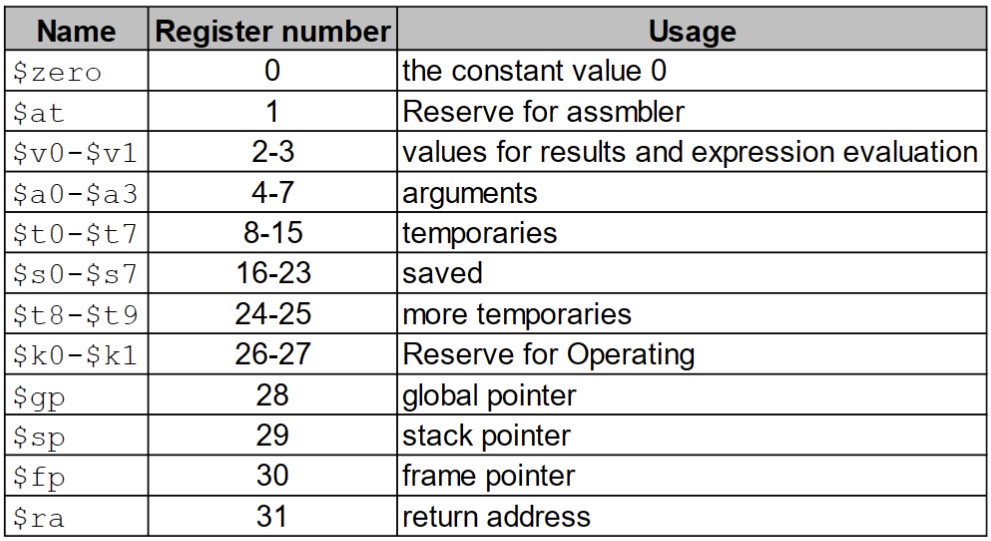 Name Register number Usage
$zero 0 the constant value 0
$at 1 Reserve for assmbler
$v0-$v1 2-3 values for results and expression evaluation
$a0-$a3 4-7 arguments
$t0-$t7 8-15 temporaries
$s0-$s7 16-23 saved
$t8-$t9 24-25 more temporaries
$k0-$k1 26-27 Reserve for Operating
$gp 28 global pointer
$sp 29 stack pointer
$fp 30 frame pointer
$ra 31 return address